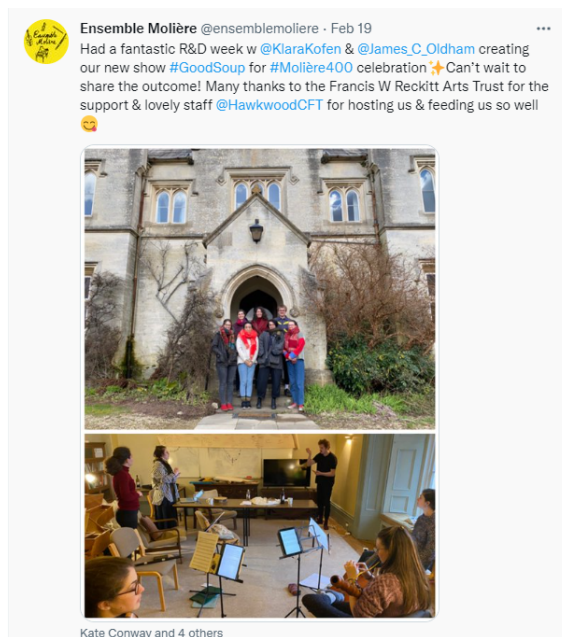 Ensemble Molière @ensemblemoliere · Feb 19
Had a fantastic R&D week w @KlaraKofen & @James_C_Oldham creating
our new show #GoodSoup for #Molière400 celebration✨Can't wait to
share the outcome! Many thanks to the Francis W Reckitt Arts Trust for the
support & lovely staff @HawkwoodCFT for hosting us & feeding us so well
😋
Kate Conway and 4 others